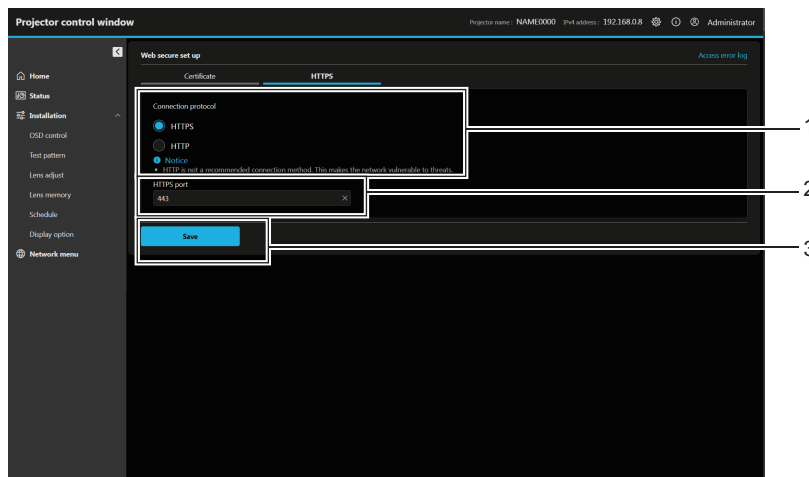 Projector control window
Projector name : NAME0000 IPv4 address : 192.168.0.8 Administrator
Web secure set up
Access error log
Certificate
HTTPS
Home
Status
Installation
OSD control
Test pattern
Lens adjust
Lens memory
Schedule
Display option
Network menu
Connection protocol
HTTPS
HTTP
Notice
• HTTP is not a recommended connection method. This makes the network vulnerable to threats.
HTTPS port
443
Save
1
2
3